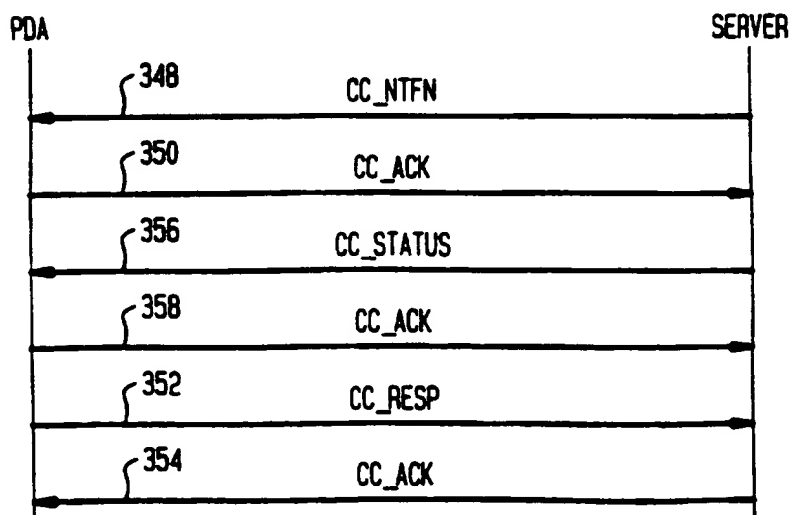 PDA SERVER
348 CC_NTFN
350 CC_ACK
356 CC_STATUS
358 CC_ACK
352 CC_RESP
354 CC_ACK